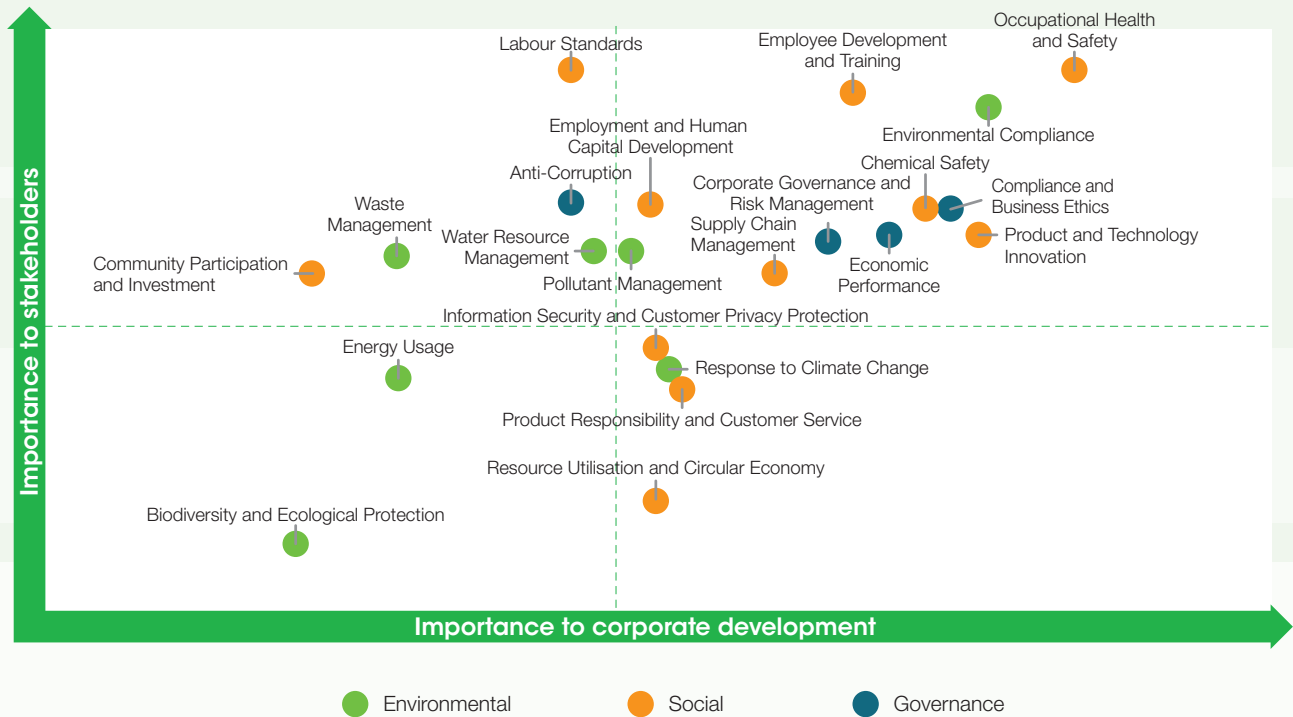 Occupational Health
and Safety
Labour Standards
Employee Development
and Training
Environmental Compliance
Employment and Human
Capital Development
Chemical Safety
Anti-Corruption
Corporate Governance and
Risk Management
Compliance and
Business Ethics
Waste
Management
Supply Chain
Management
Water Resource
Management
Product and Technology
Innovation
Community Participation
and Investment
Economic
Performance
Pollutant Management
Information Security and Customer Privacy Protection
Energy Usage
Response to Climate Change
Product Responsibility and Customer Service
Resource Utilisation and Circular Economy
Biodiversity and Ecological Protection
Importance to stakeholders
Importance to corporate development
Environmental
Social
Governance